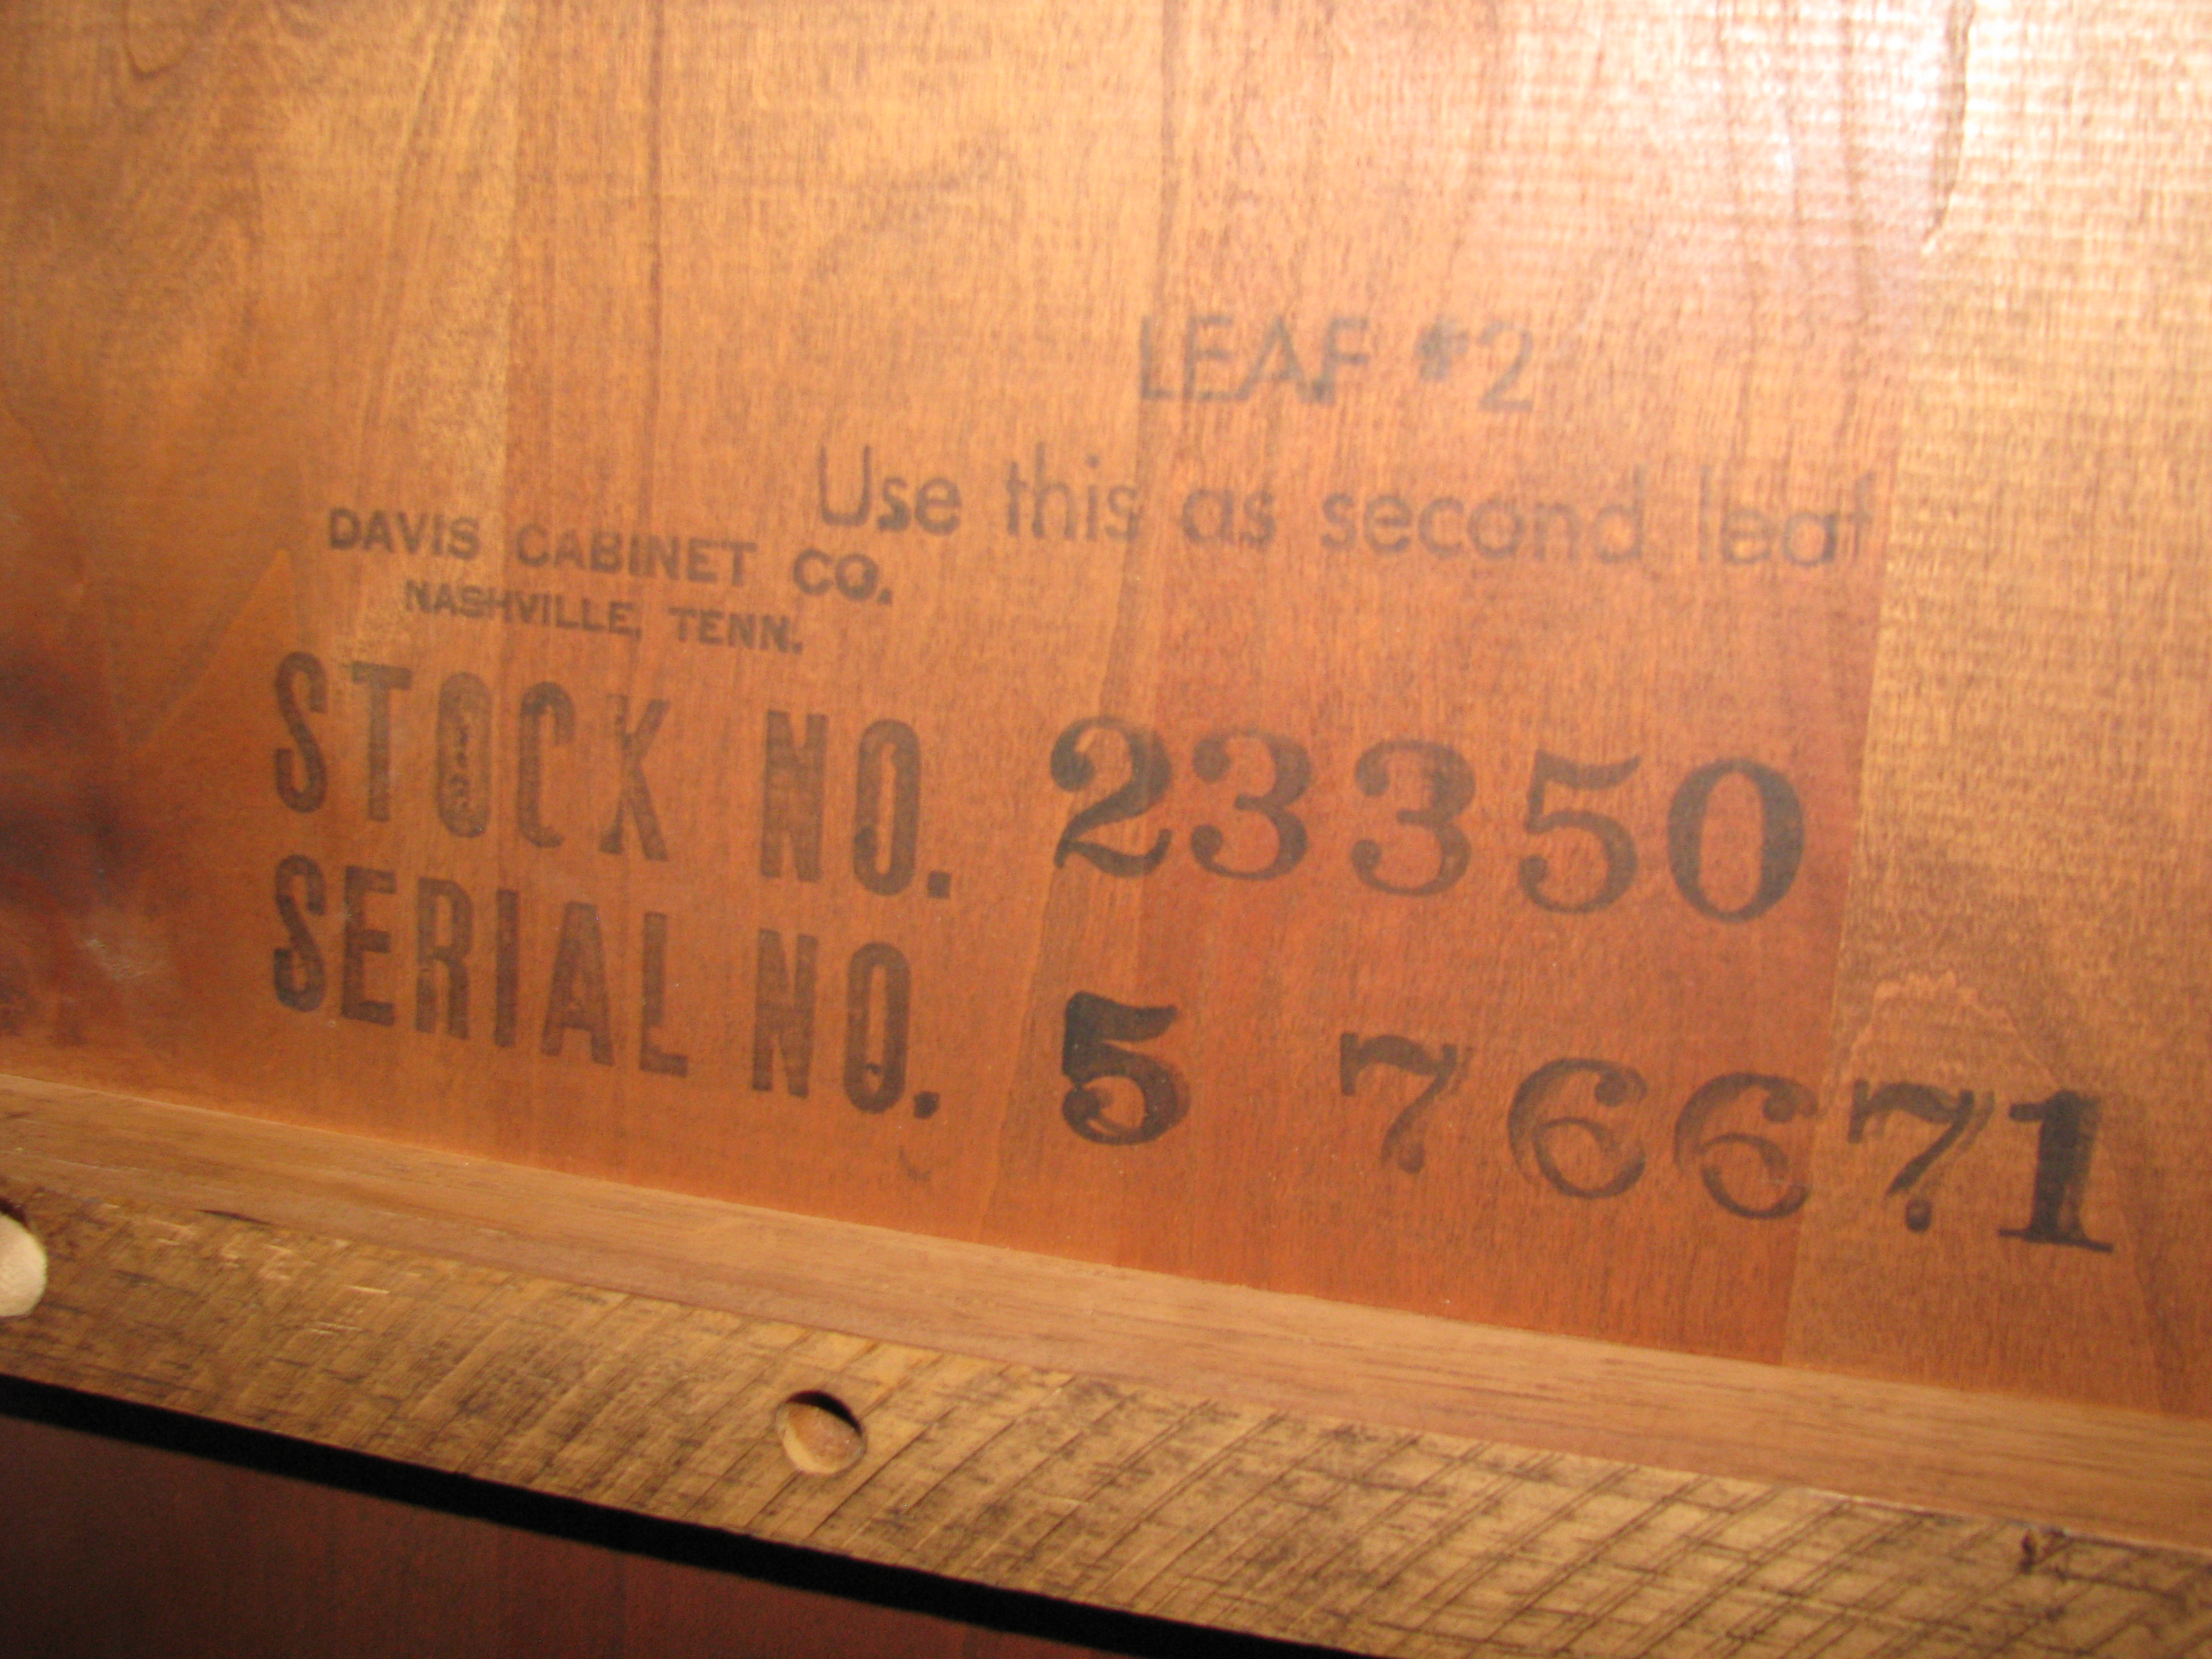 LEAF #2
Use this as second leaf
DAVIS CABINET CO.
NASHVILLE, TENN.
STOCK NO. 23350
SERIAL NO. 5 76671